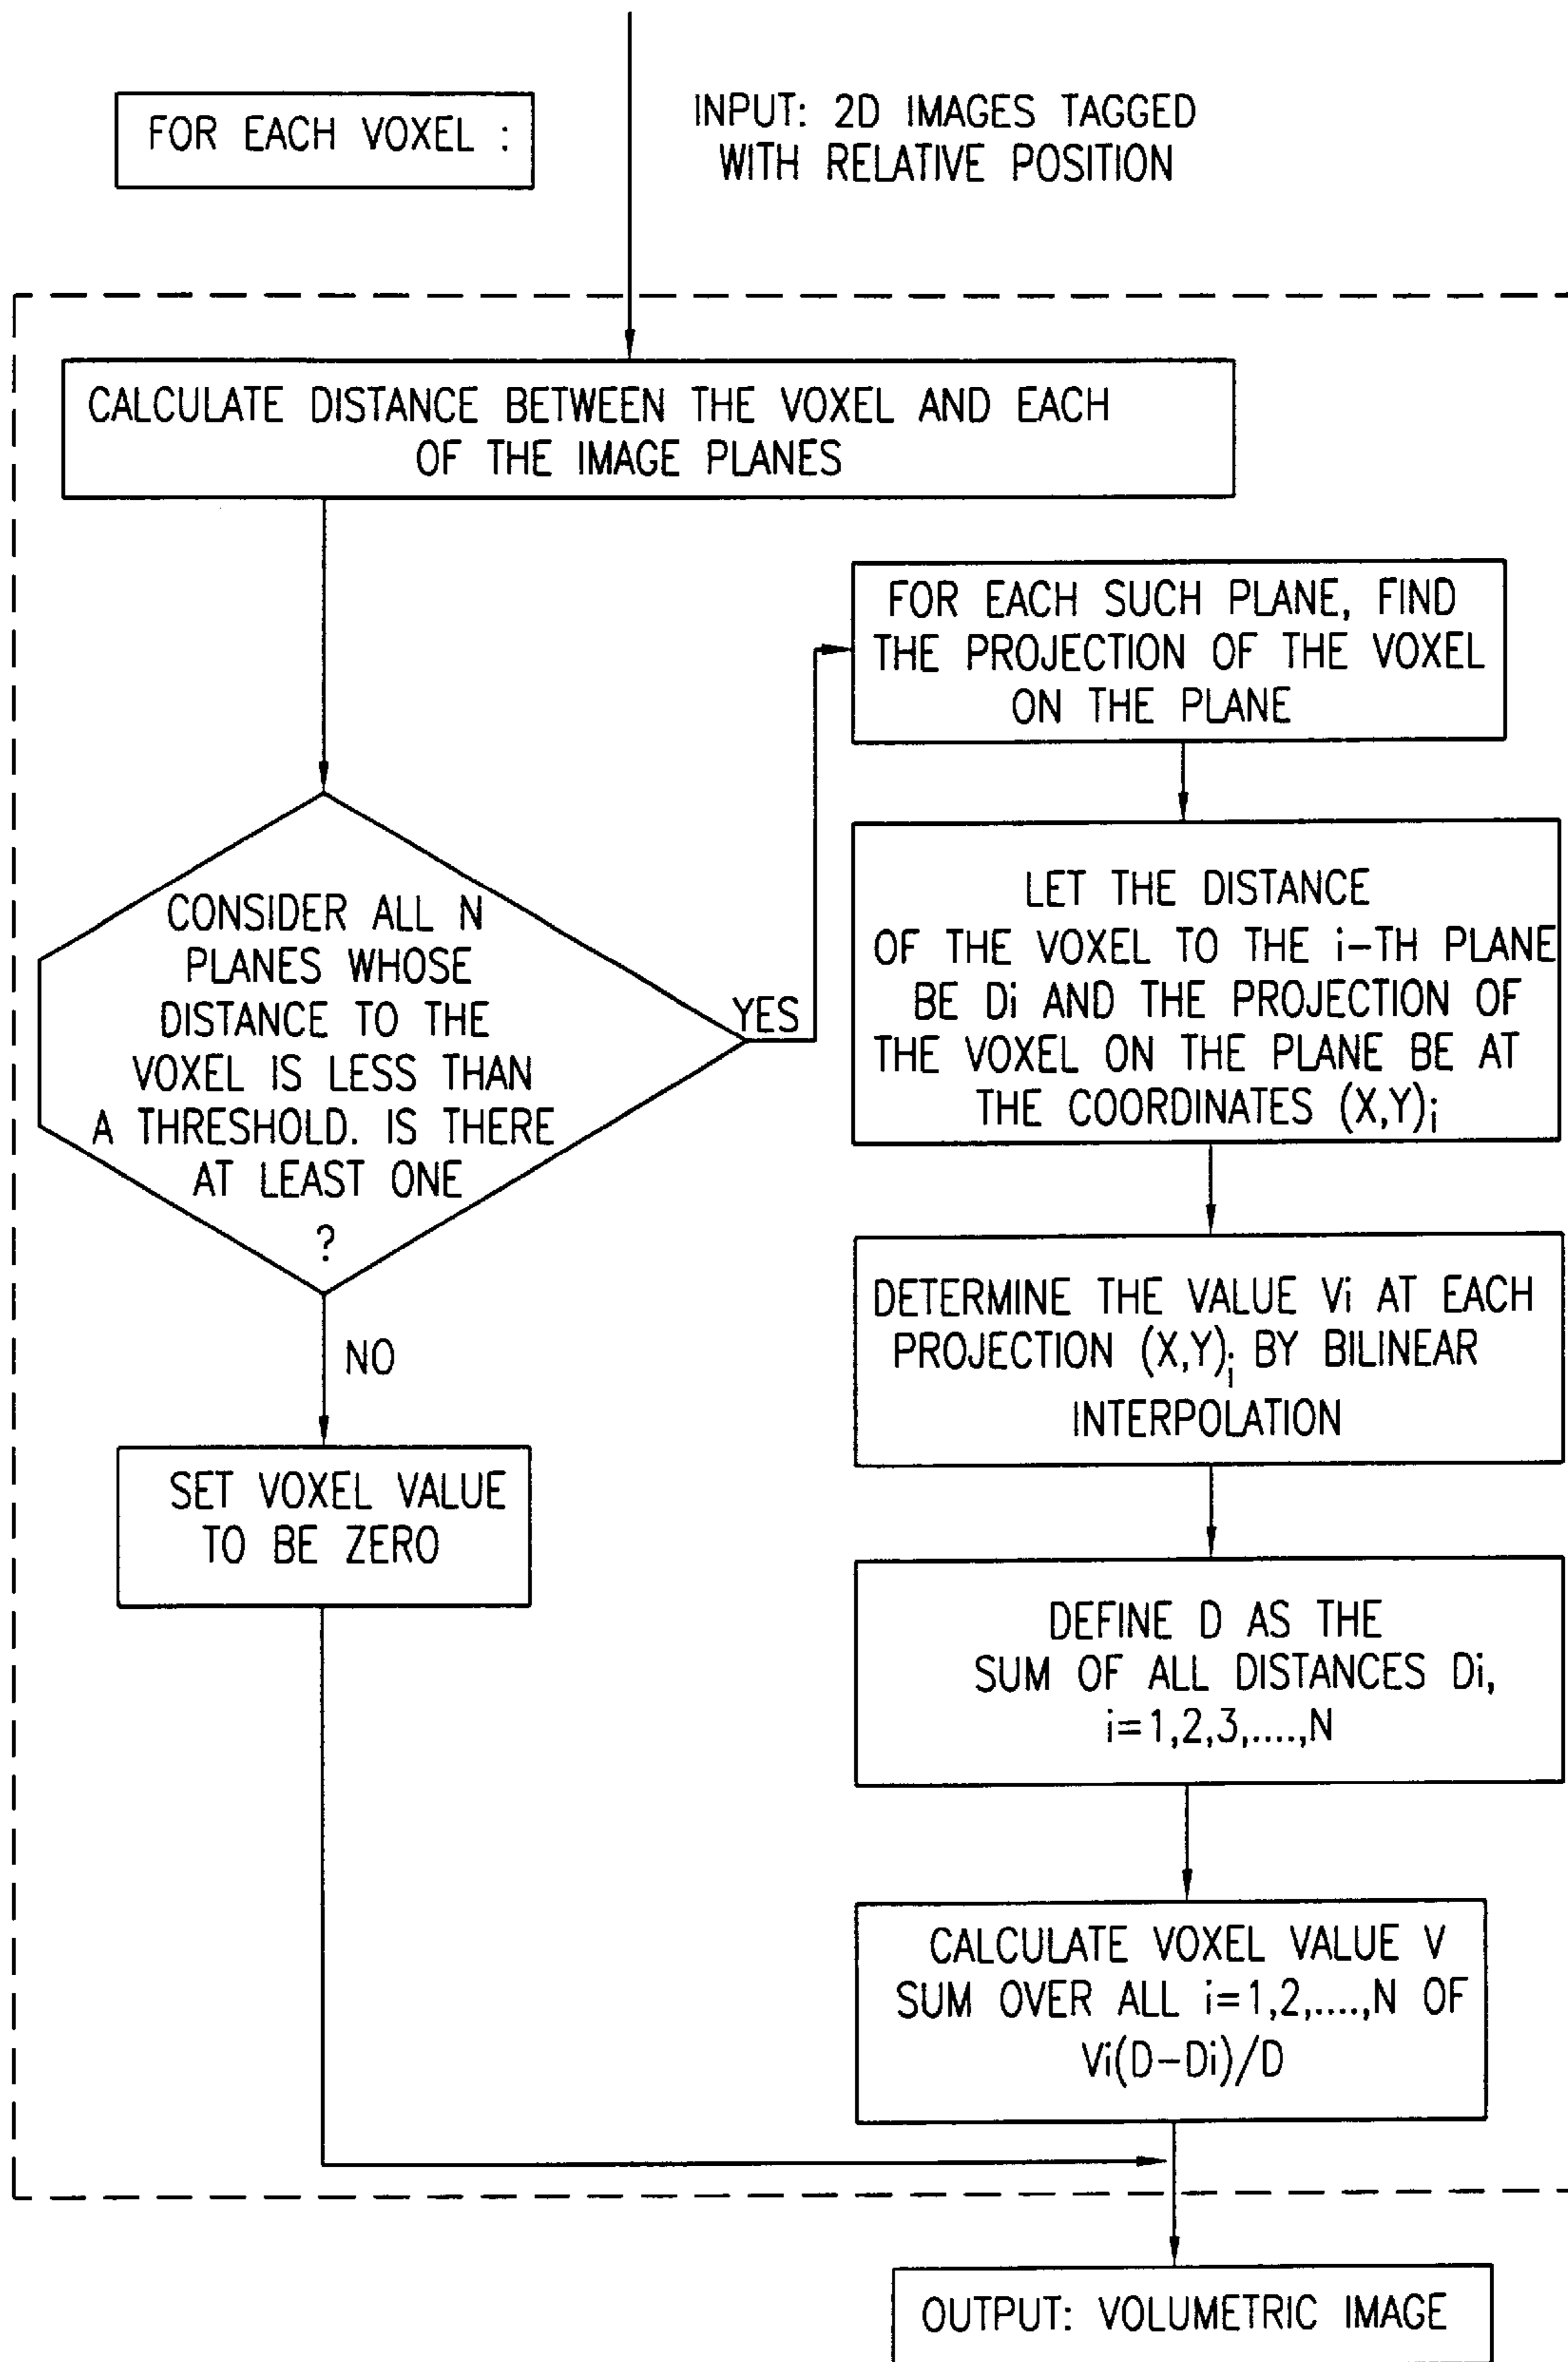 FOR EACH VOXEL :
INPUT: 2D IMAGES TAGGED
WITH RELATIVE POSITION
CALCULATE DISTANCE BETWEEN THE VOXEL AND EACH
OF THE IMAGE PLANES
FOR EACH SUCH PLANE, FIND
THE PROJECTION OF THE VOXEL
ON THE PLANE
LET THE DISTANCE
OF THE VOXEL TO THE i-TH PLANE
BE Di AND THE PROJECTION OF
THE VOXEL ON THE PLANE BE AT
THE COORDINATES (X,Y)i
CONSIDER ALL N
PLANES WHOSE
DISTANCE TO THE
VOXEL IS LESS THAN
A THRESHOLD. IS THERE
AT LEAST ONE
?
YES
NO
DETERMINE THE VALUE Vi AT EACH
PROJECTION (X,Y)i BY BILINEAR
INTERPOLATION
SET VOXEL VALUE
TO BE ZERO
DEFINE D AS THE
SUM OF ALL DISTANCES Di,
i=1,2,3,....,N
CALCULATE VOXEL VALUE V
SUM OVER ALL i=1,2,....,N OF
Vi(D-Di)/D
OUTPUT: VOLUMETRIC IMAGE